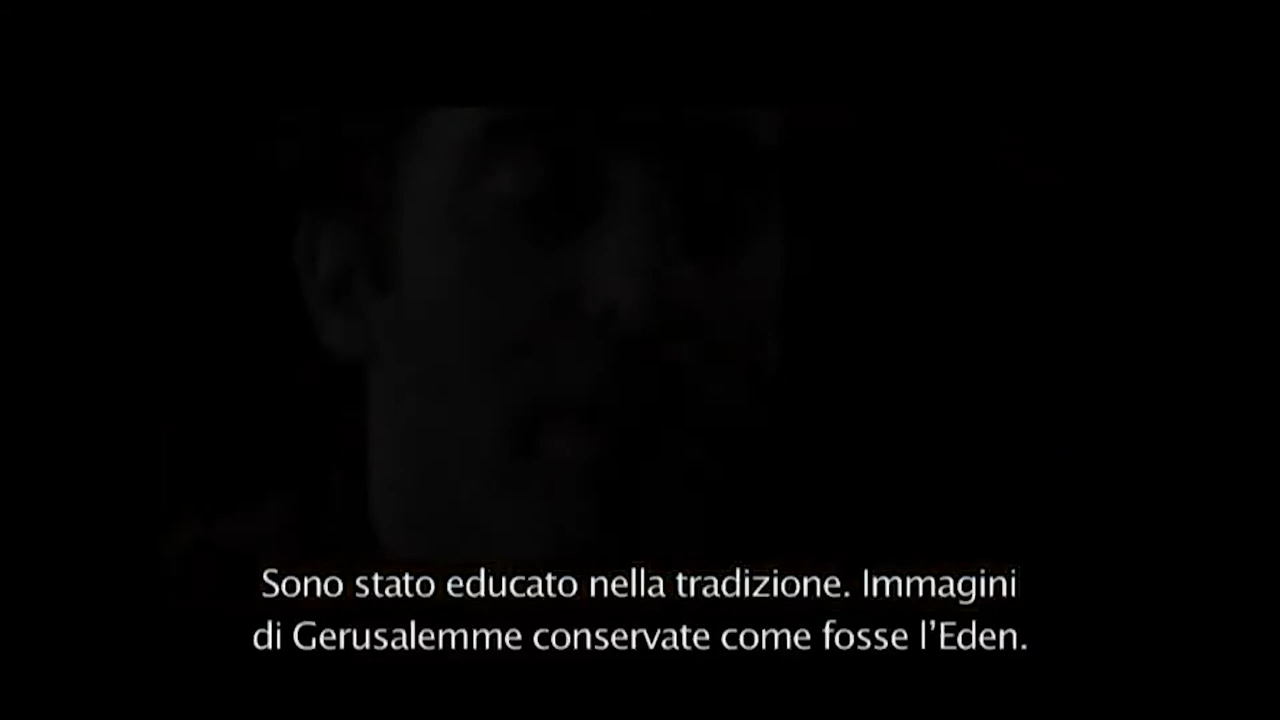 Sono stato educato nella tradizione. Immagini
di Gerusalemme conservate come fosse l’Eden.